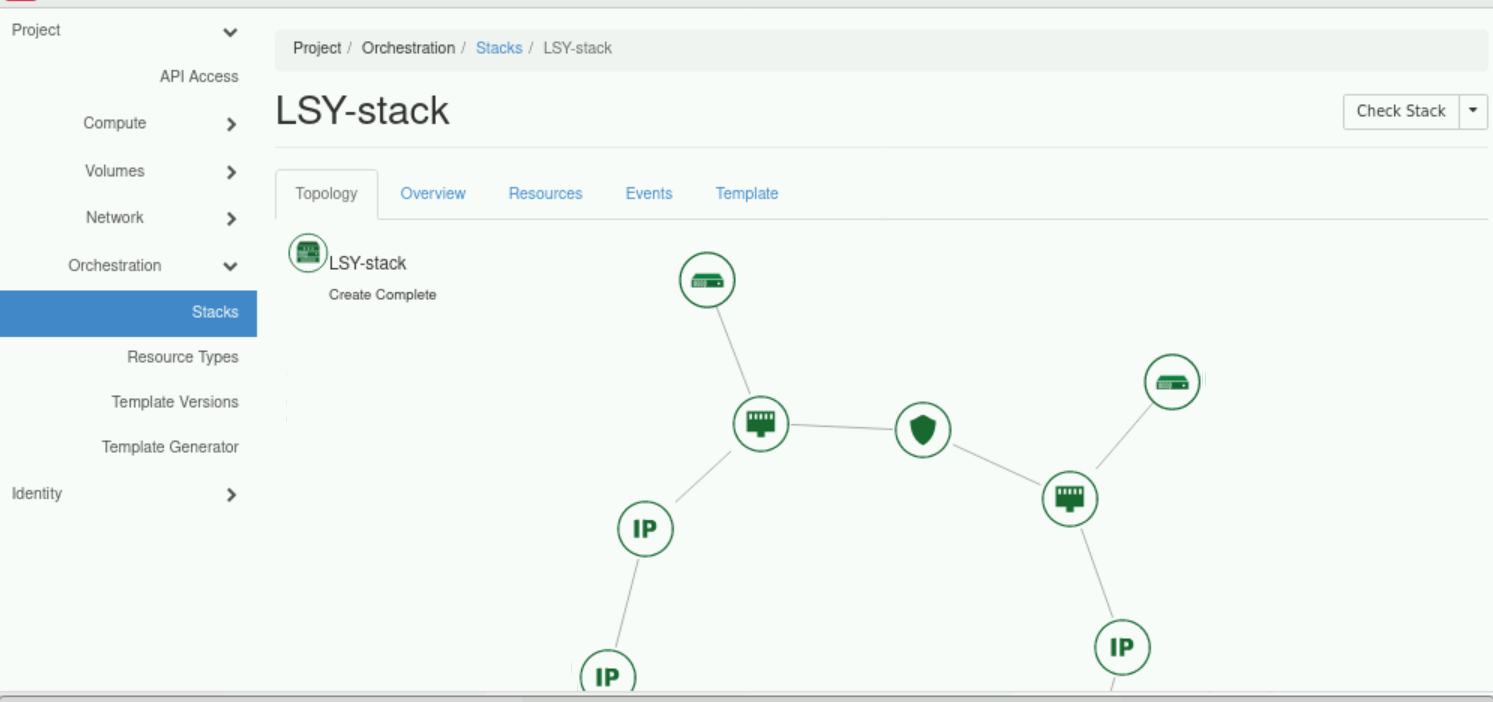 Project
API Access
Compute
Volumes
Network
Orchestration
Stacks
Resource Types
Template Versions
Template Generator
Identity
Project / Orchestration / Stacks / LSY-stack
LSY-stack
Check Stack
Topology Overview Resources Events Template
LSY-stack
Create Complete
IP
IP
IP